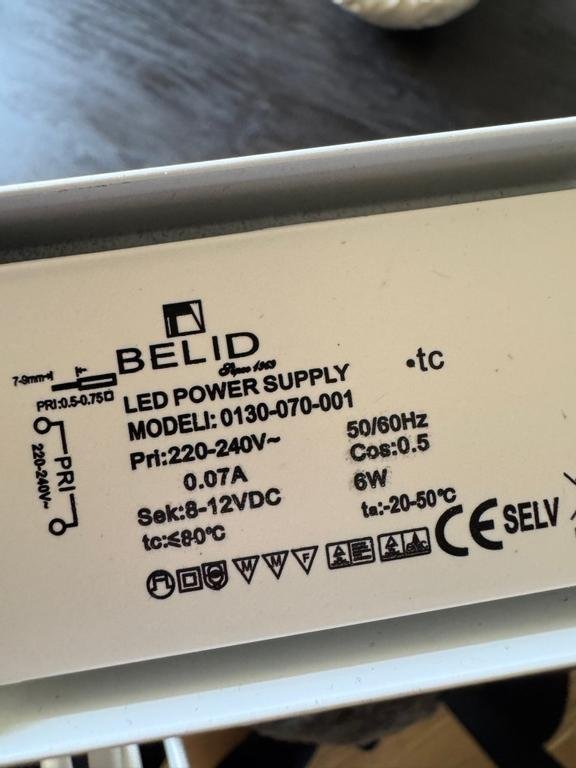 BELID
Since 1969
LED POWER SUPPLY
MODELI: 0130-070-001
Pri:220-240V~ 50/60Hz
0.07A Cos:0.5
Sek:8-12VDC 6W
tc:≤80℃ ta:-20-50℃
•tc
7-9mm
PRI:0.5-0.75
PRI
220-240V~
M M F
CE SELV